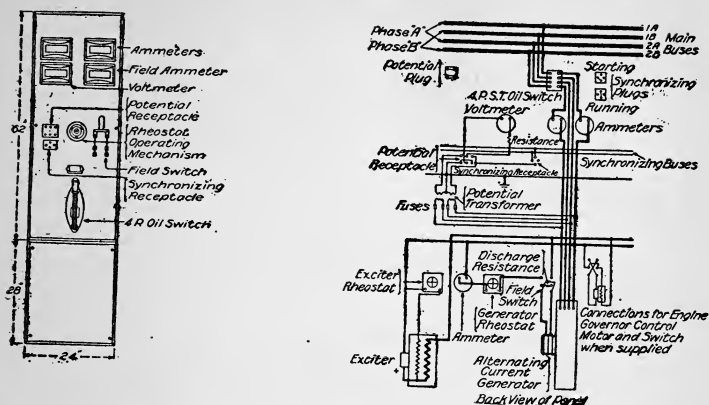 Ammeters
Field Ammeter
Voltmeter
Potential
Receptacle
Rheostat
Operating
Mechanism
Field Switch
Synchronizing
Receptacle
4 P. Oil Switch
62"
28"
24"
Phase "A"
Phase "B"
1A
1B
2A
2B
Main
Buses
Potential
Plug
Starting
Synchronizing
Plugs
Running
4.P.S.T. Oil Switch
Voltmeter
Ammeters
Resistance
Potential
Receptacle
Synchronizing Buses
Synchronizing Receptacle
Potential
Transformer
Fuses
Exciter
Rheostat
Discharge
Resistance
Field
Switch
Generator
Rheostat
Ammeter
Exciter
+
Alternating
Current
Generator
Connections for Engine
Governor Control
Motor and Switch
when supplied
Back View of Panel